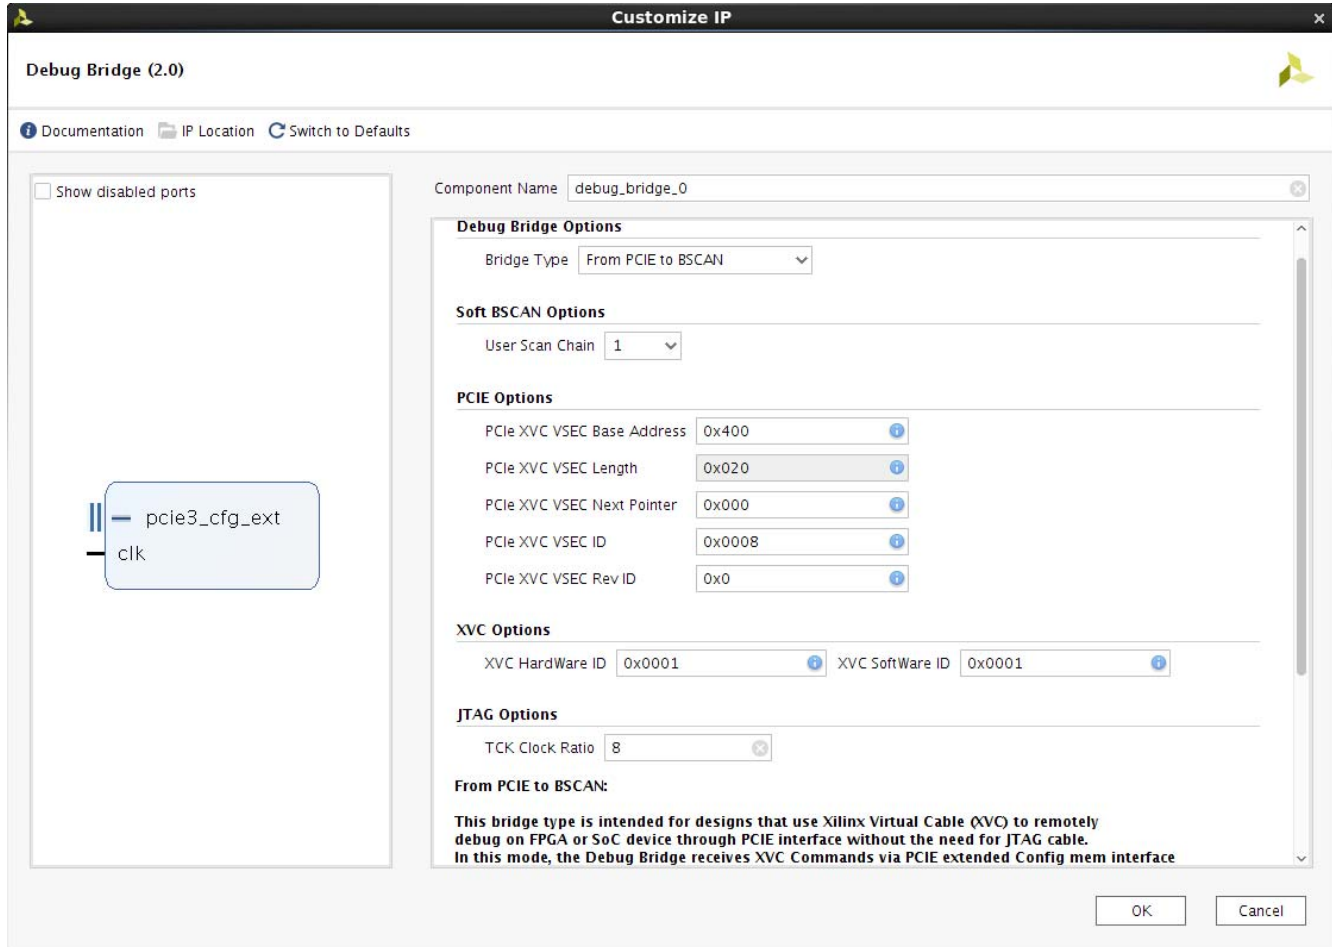 Customize IP
Debug Bridge (2.0)
Documentation IP Location Switch to Defaults
Show disabled ports
pcie3_cfg_ext
clk
Component Name debug_bridge_0
Debug Bridge Options
Bridge Type From PCIE to BSCAN
Soft BSCAN Options
User Scan Chain 1
PCIE Options
PCIe XVC VSEC Base Address 0x400
PCIe XVC VSEC Length 0x020
PCIe XVC VSEC Next Pointer 0x000
PCIe XVC VSEC ID 0x0008
PCIe XVC VSEC Rev ID 0x0
XVC Options
XVC HardWare ID 0x0001 XVC SoftWare ID 0x0001
JTAG Options
TCK Clock Ratio 8
From PCIE to BSCAN:
This bridge type is intended for designs that use Xilinx Virtual Cable (XVC) to remotely
debug on FPGA or SoC device through PCIE interface without the need for JTAG cable.
In this mode, the Debug Bridge receives XVC Commands via PCIE extended Config mem interface
OK Cancel